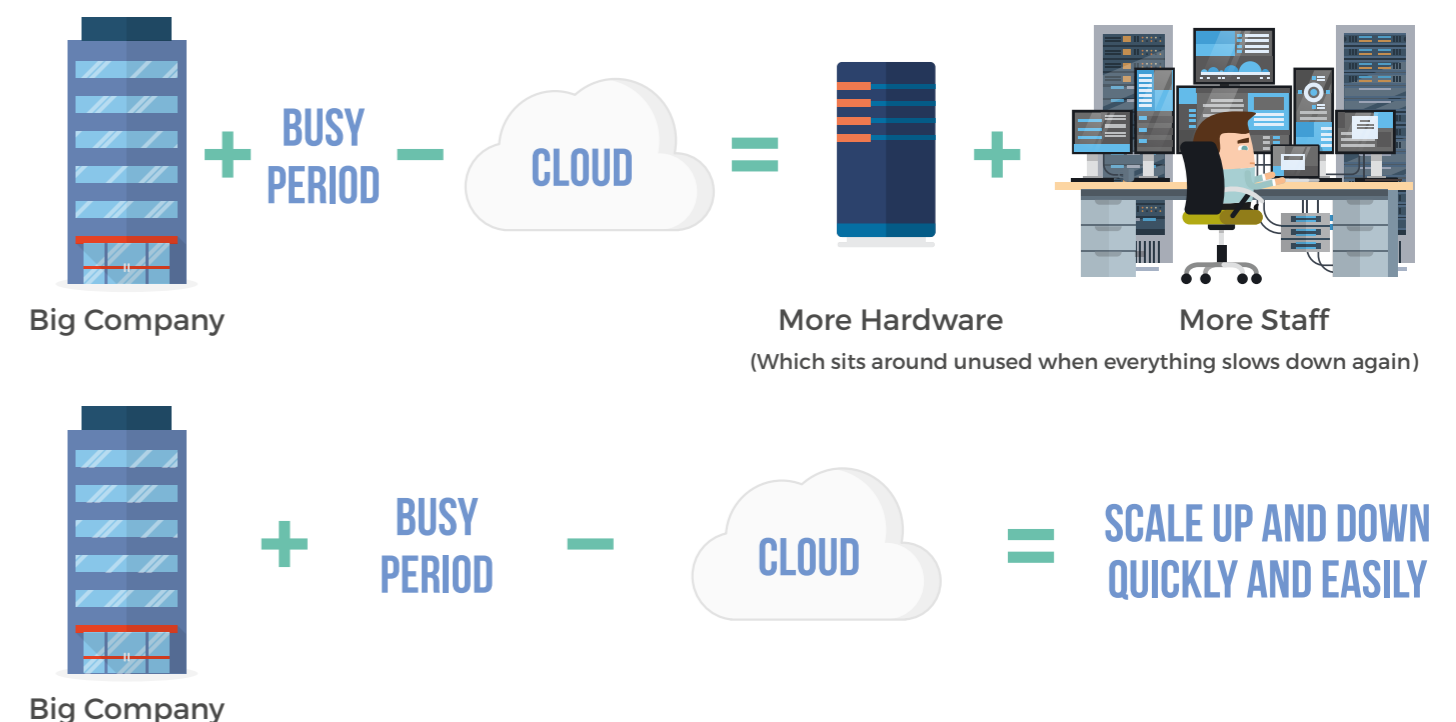 BUSY
PERIOD
CLOUD
Big Company
More Hardware
More Staff
(Which sits around unused when everything slows down again)
BUSY
PERIOD
CLOUD
SCALE UP AND DOWN
QUICKLY AND EASILY
Big Company